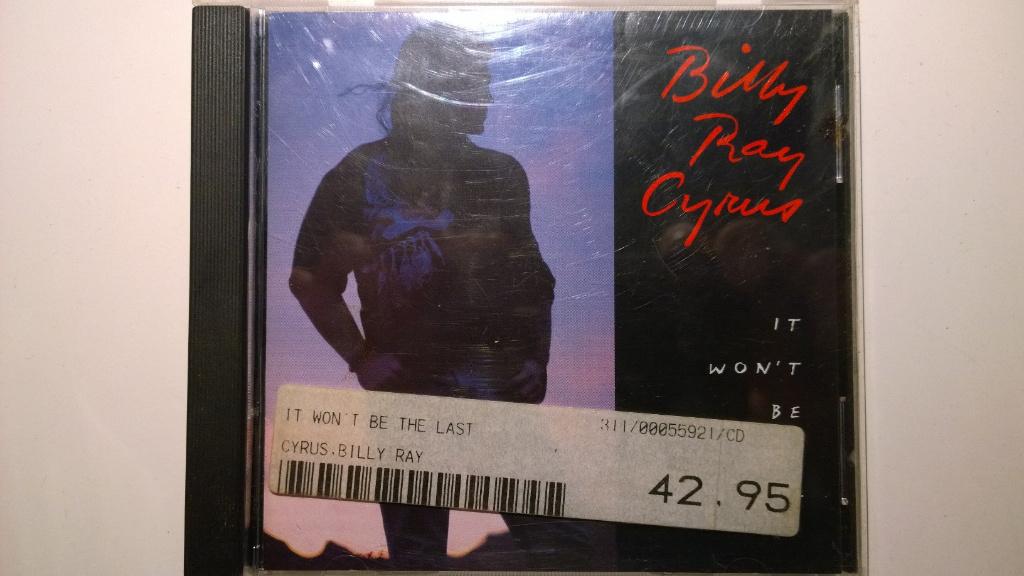 Billy
Ray
Cyrus
IT
WON'T
BE
IT WON'T BE THE LAST
311/00055921/CD
CYRUS.BILLY RAY
42.95